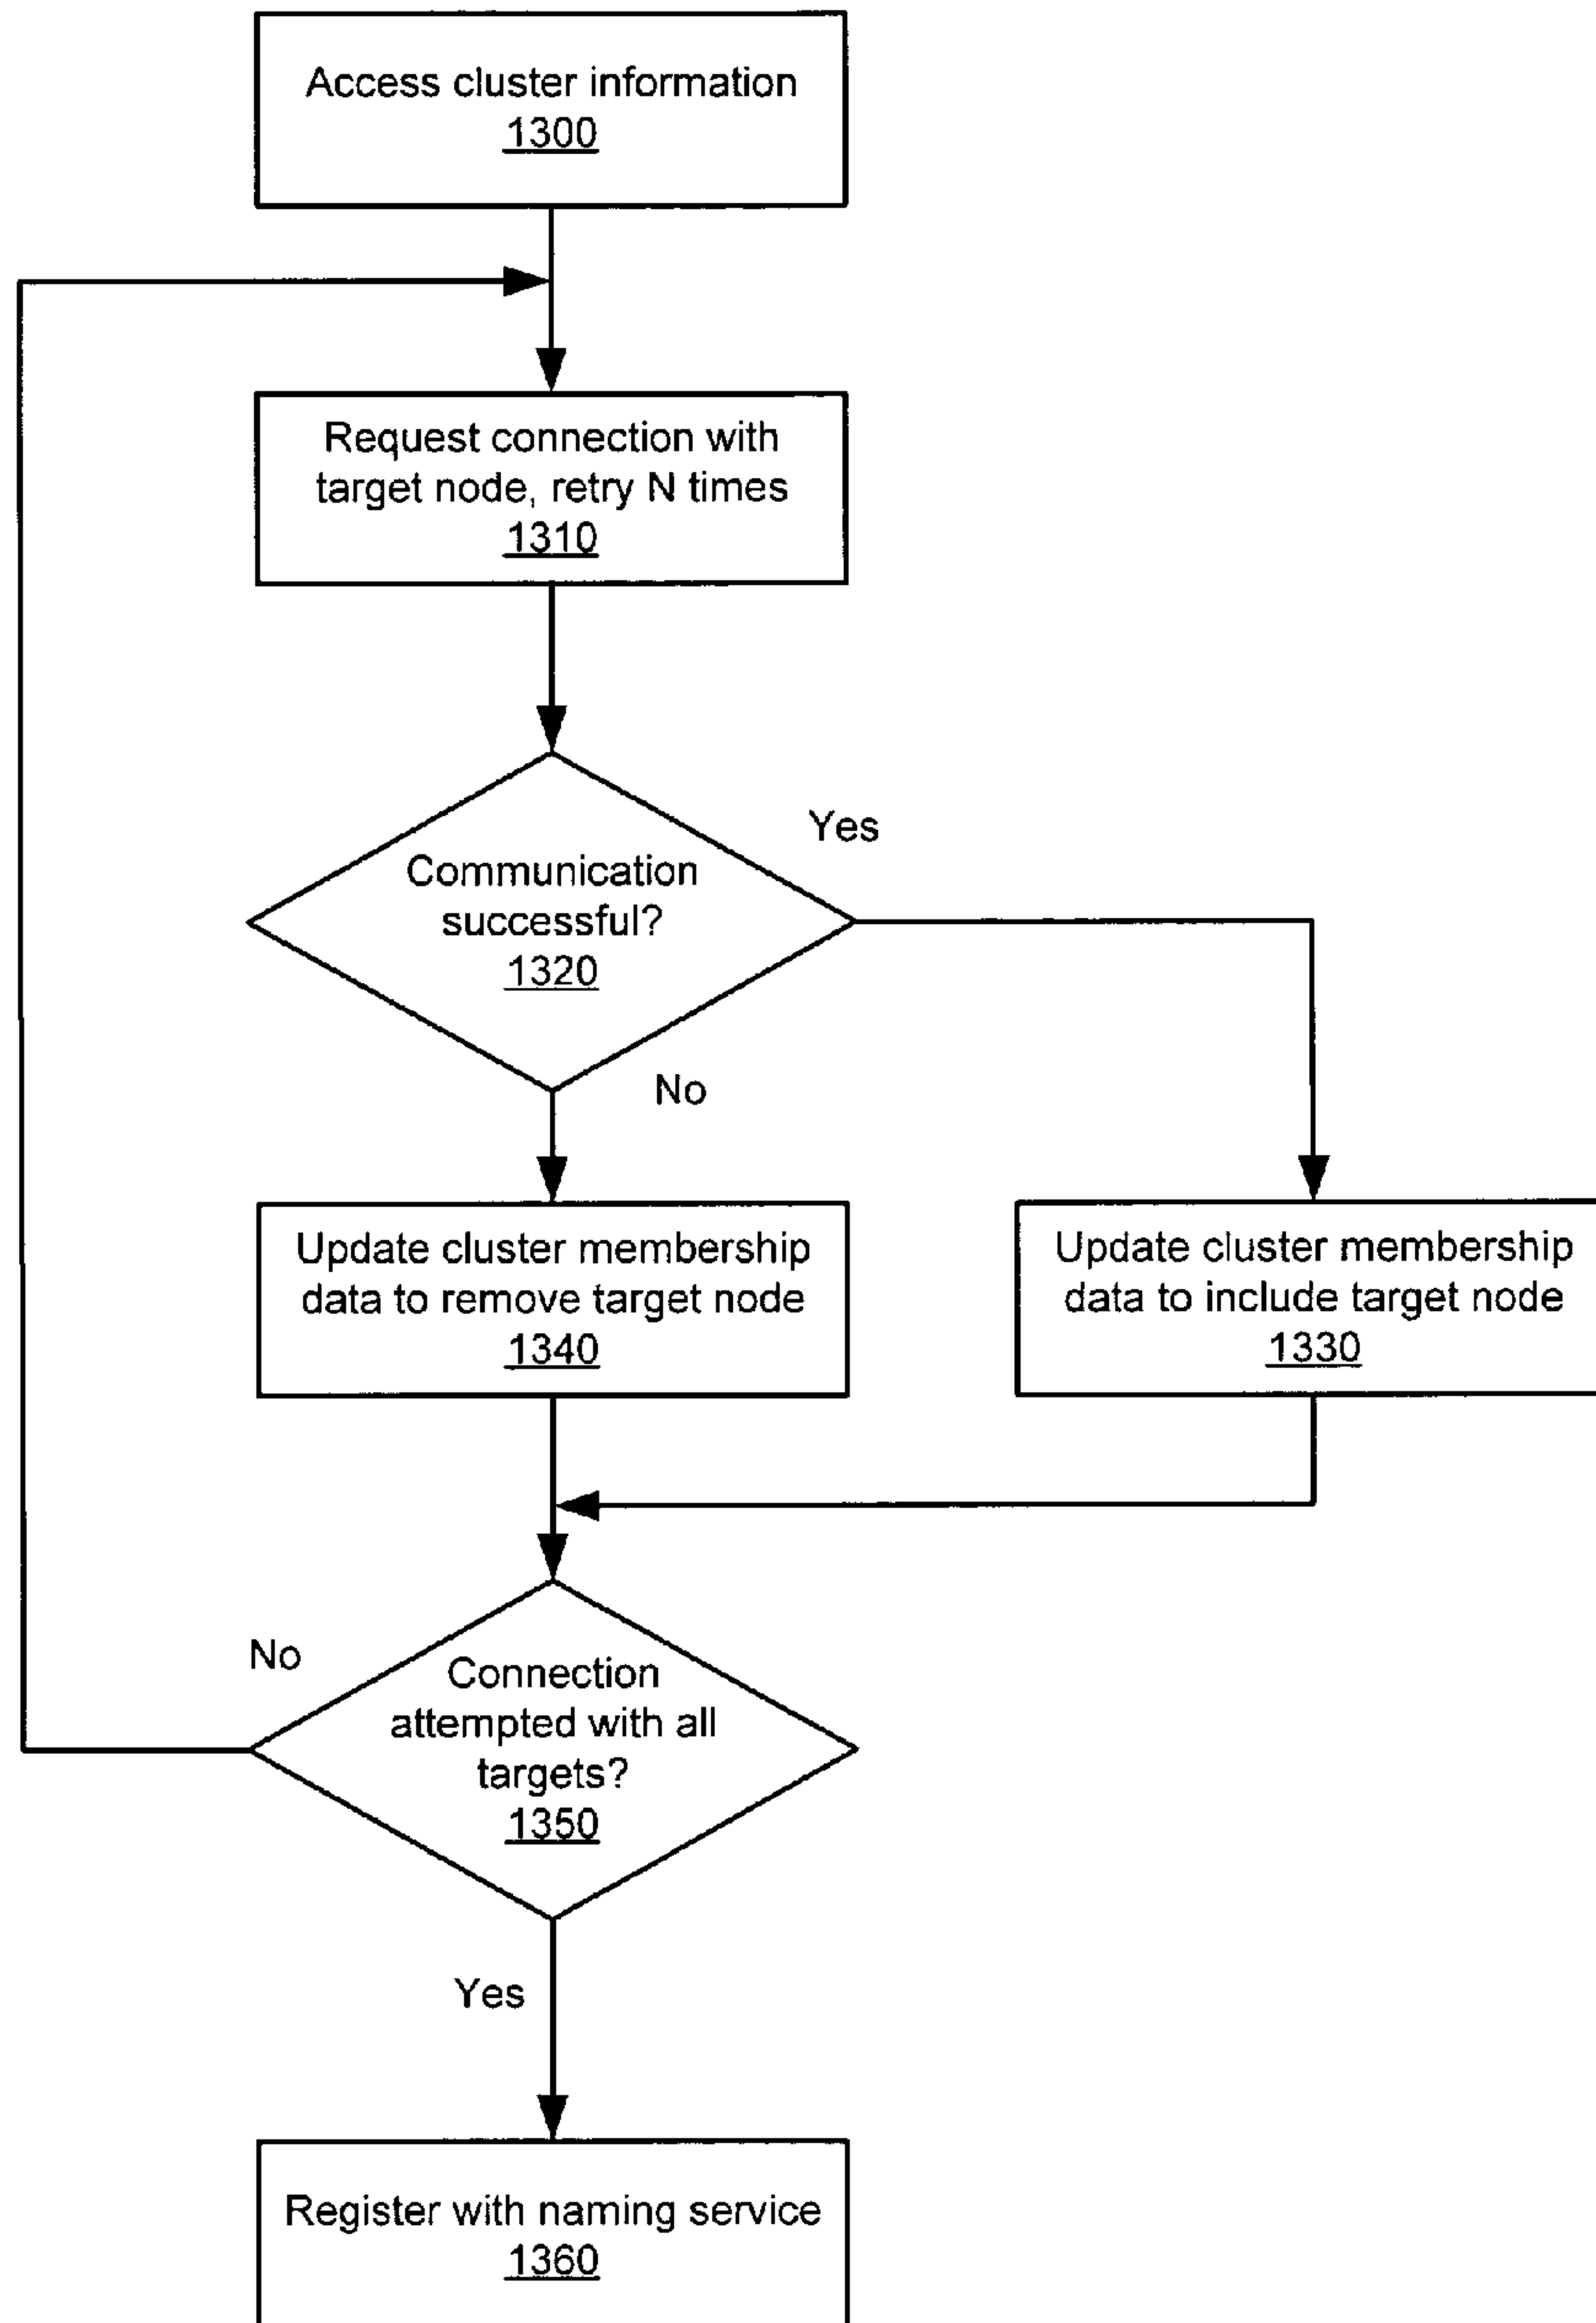 Access cluster information
1300
Request connection with
target node, retry N times
1310
Yes
Communication
successful?
1320
No
Update cluster membership
data to remove target node
1340
Update cluster membership
data to include target node
1330
No
Connection
attempted with all
targets?
1350
Yes
Register with naming service
1360